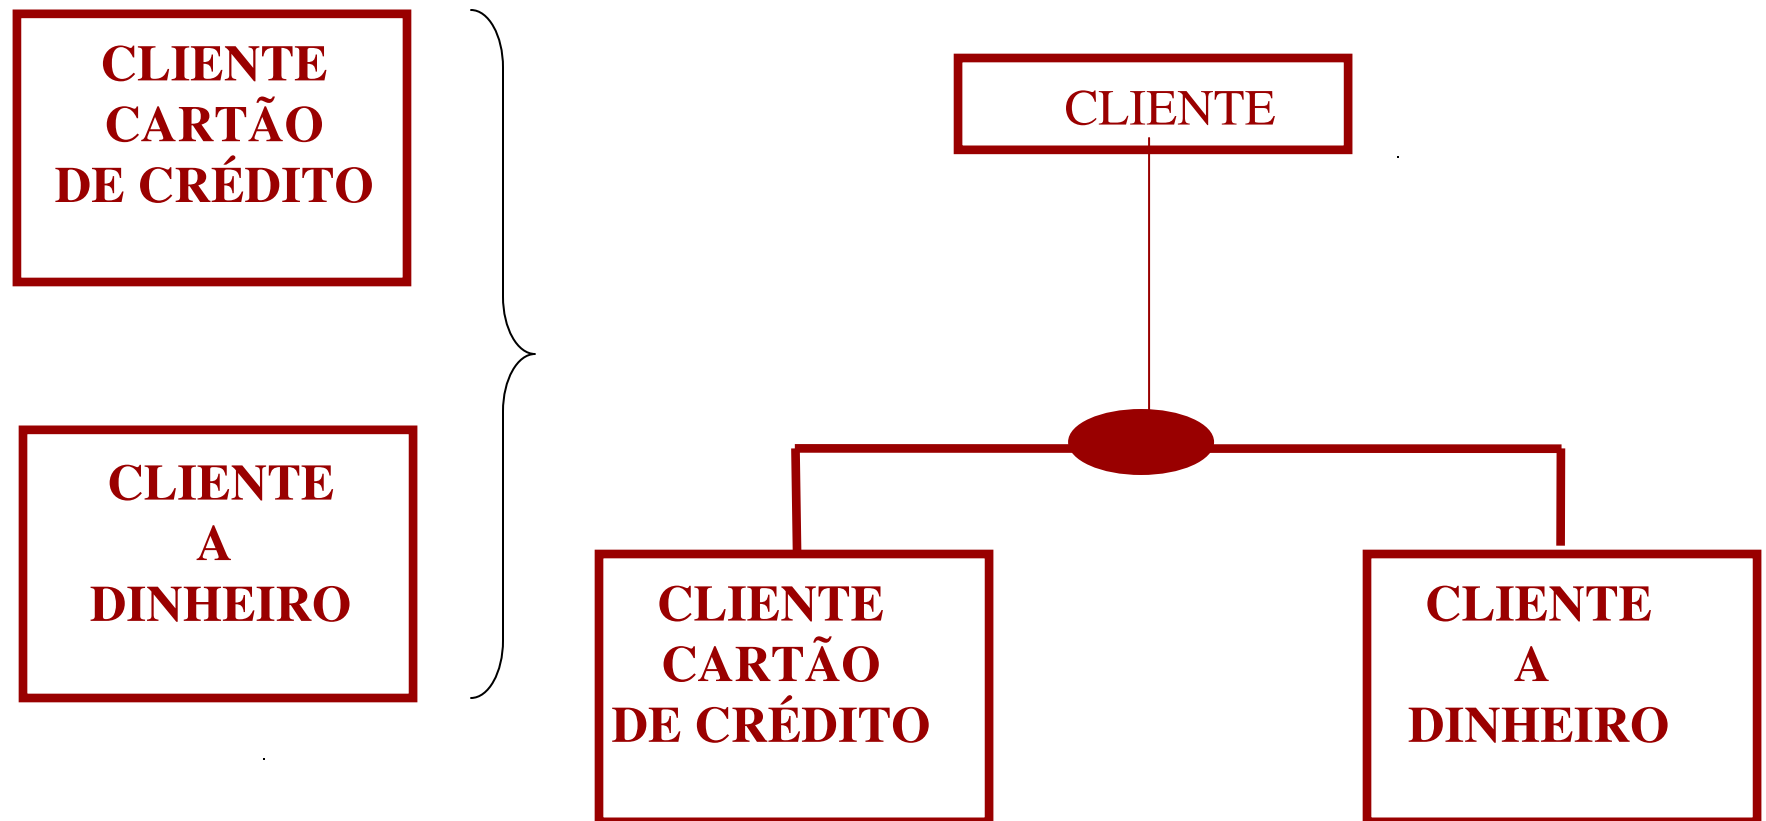 CLIENTE
CARTÃO
DE CRÉDITO
CLIENTE
A
DINHEIRO
CLIENTE
CLIENTE
CARTÃO
DE CRÉDITO
CLIENTE
A
DINHEIRO